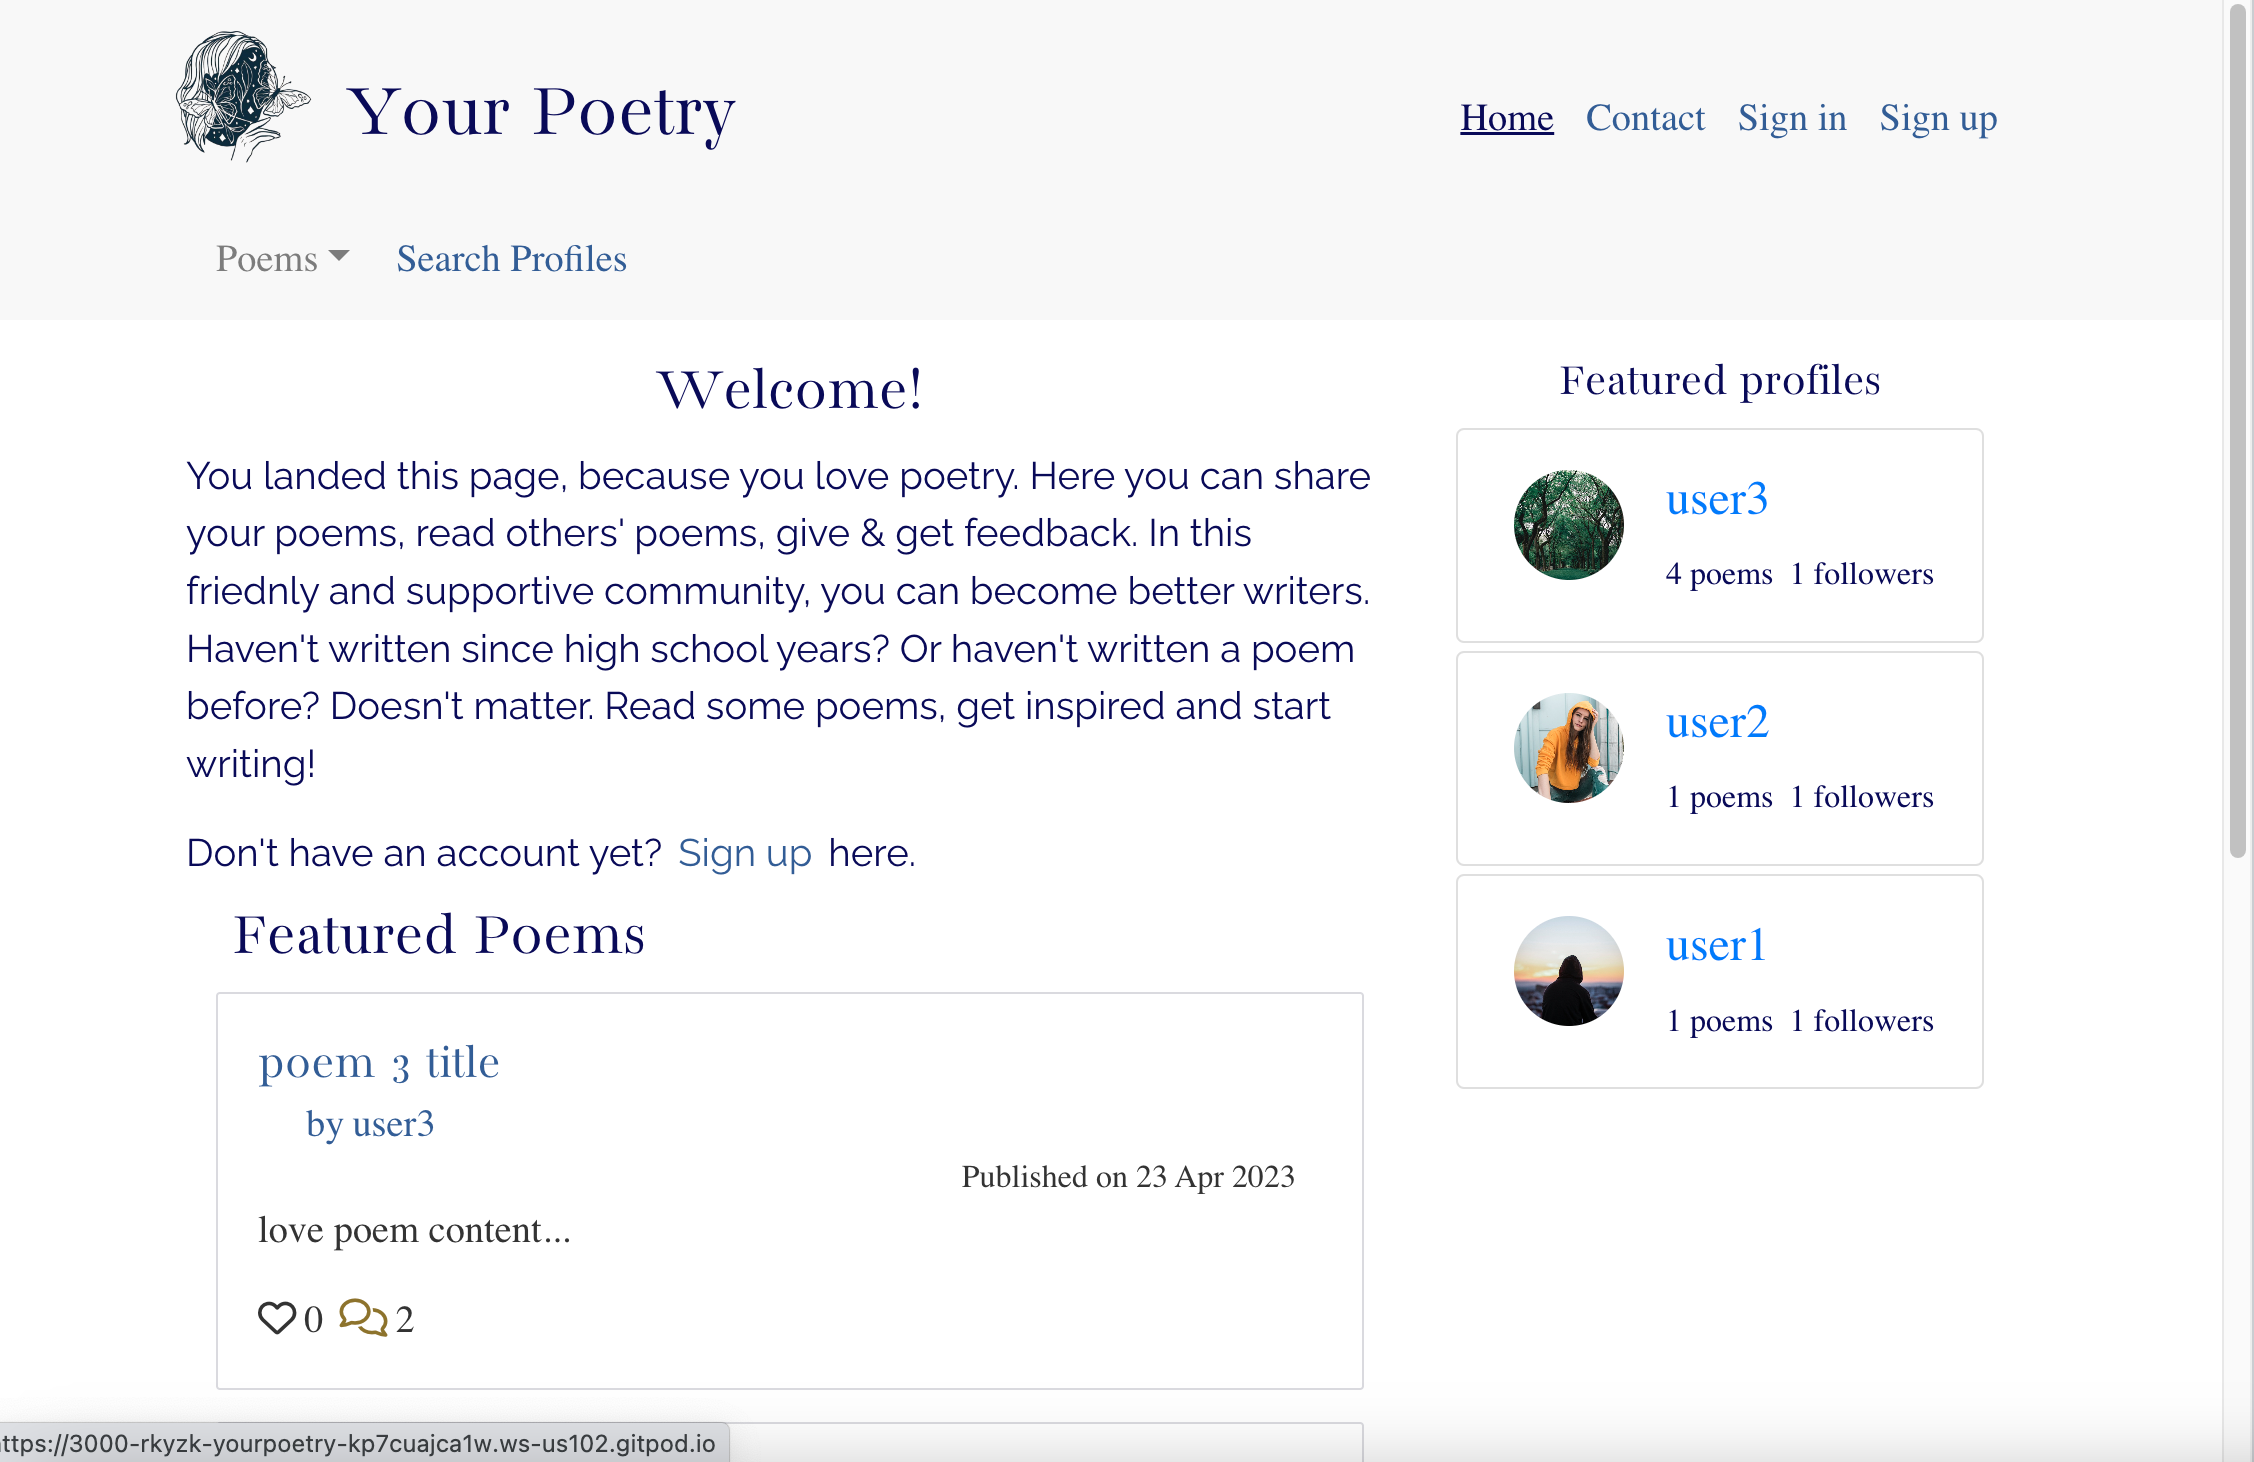 Your Poetry
Home Contact Sign in Sign up
Poems Search Profiles
Welcome!
You landed this page, because you love poetry. Here you can share
your poems, read others' poems, give & get feedback. In this
friednly and supportive community, you can become better writers.
Haven't written since high school years? Or haven't written a poem
before? Doesn't matter. Read some poems, get inspired and start
writing!
Don't have an account yet? Sign up here.
Featured Poems
poem 3 title
by user3
Published on 23 Apr 2023
love poem content...
0 2
Featured profiles
user3
4 poems 1 followers
user2
1 poems 1 followers
user1
1 poems 1 followers
ttps://3000-rkyzk-yourpoetry-kp7cuajca1w.ws-us102.gitpod.io